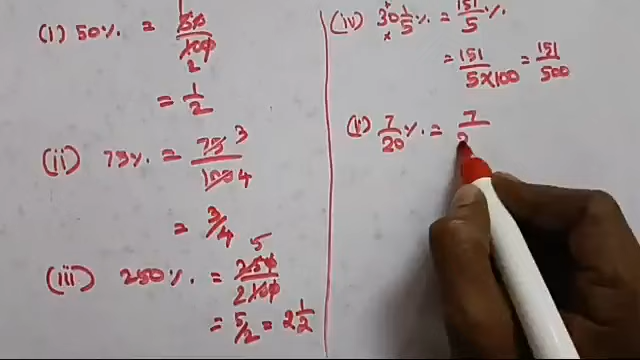 (i) 50% = 50/100
2
= 1/2
(ii) 75% = 75/100 3 4
= 3/4
(iii) 250% = 250/100 5 2
= 5/2 = 2 1/2
(iv) 30 1/5 % = 151/5 %
= 151/5×100 = 151/500
(v) 7/20 % = 7/2